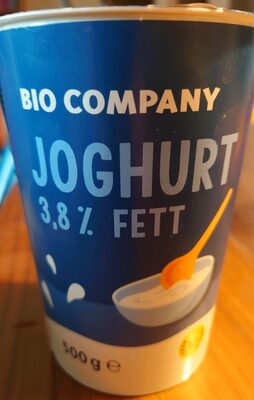 BIO COMPANY
JOGHURT
3,8 % FETT
500 g ℮